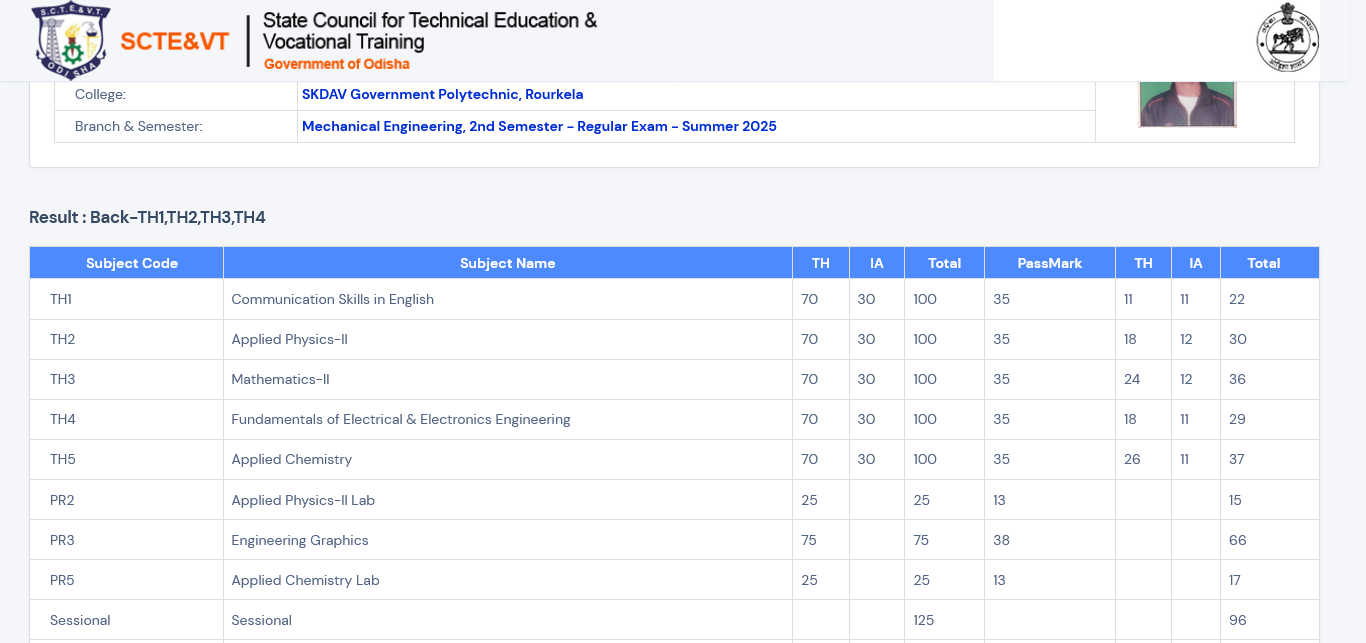 S.C.T.E.&V.T.
ODISHA
SCTE&VT
State Council for Technical Education &
Vocational Training
Government of Odisha
College: SKDAV Government Polytechnic, Rourkela
Branch & Semester: Mechanical Engineering, 2nd Semester - Regular Exam - Summer 2025
Result : Back-TH1,TH2,TH3,TH4
Subject Code Subject Name TH IA Total PassMark TH IA Total
TH1 Communication Skills in English 70 30 100 35 11 11 22
TH2 Applied Physics-II 70 30 100 35 18 12 30
TH3 Mathematics-II 70 30 100 35 24 12 36
TH4 Fundamentals of Electrical & Electronics Engineering 70 30 100 35 18 11 29
TH5 Applied Chemistry 70 30 100 35 26 11 37
PR2 Applied Physics-II Lab 25 25 13 15
PR3 Engineering Graphics 75 75 38 66
PR5 Applied Chemistry Lab 25 25 13 17
Sessional Sessional 125 96